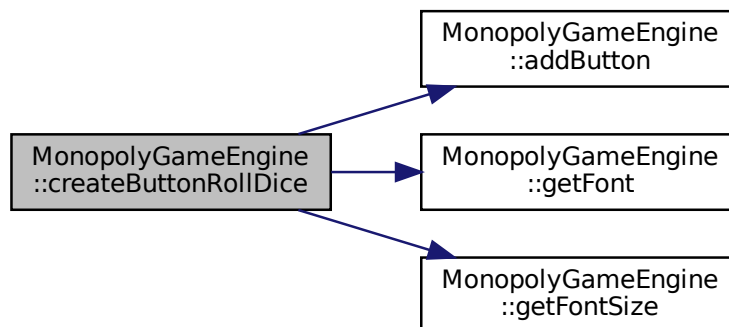 MonopolyGameEngine
::addButton
MonopolyGameEngine
::createButtonRollDice
MonopolyGameEngine
::getFont
MonopolyGameEngine
::getFontSize